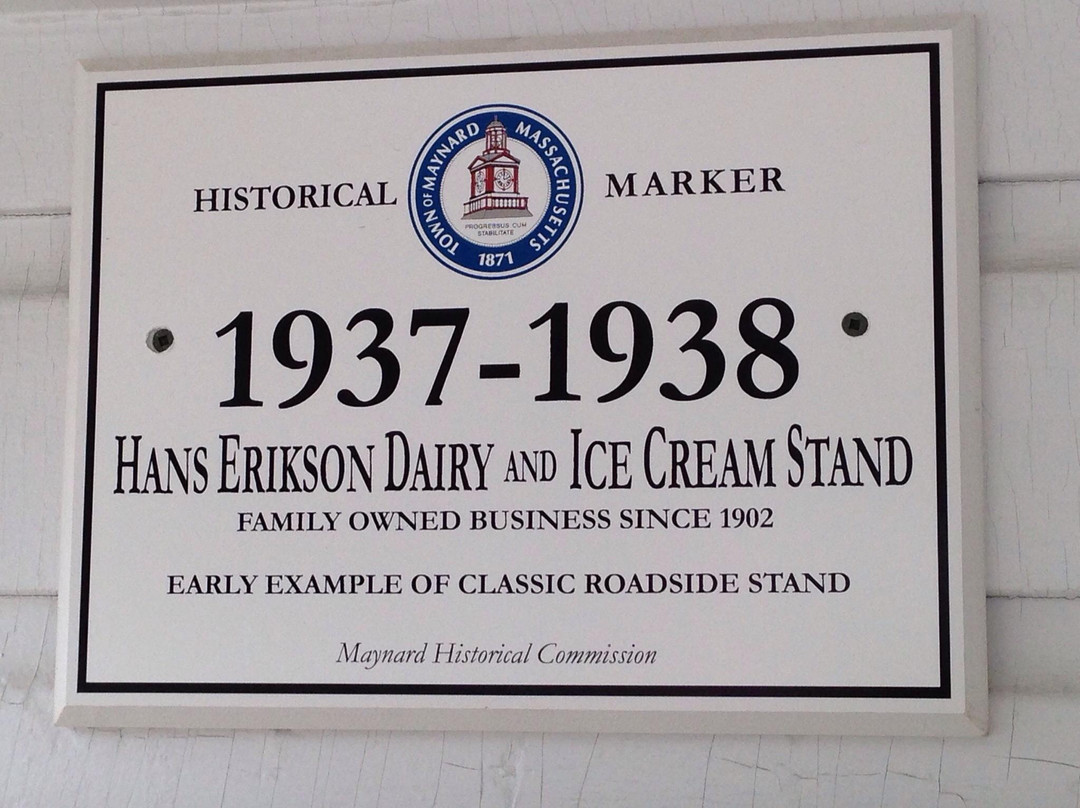 HISTORICAL MARKER
TOWN OF MAYNARD MASSACHUSETTS
PROGRESSUS CUM
STABILITATE
1871
1937-1938
HANS ERIKSON DAIRY AND ICE CREAM STAND
FAMILY OWNED BUSINESS SINCE 1902
EARLY EXAMPLE OF CLASSIC ROADSIDE STAND
Maynard Historical Commission